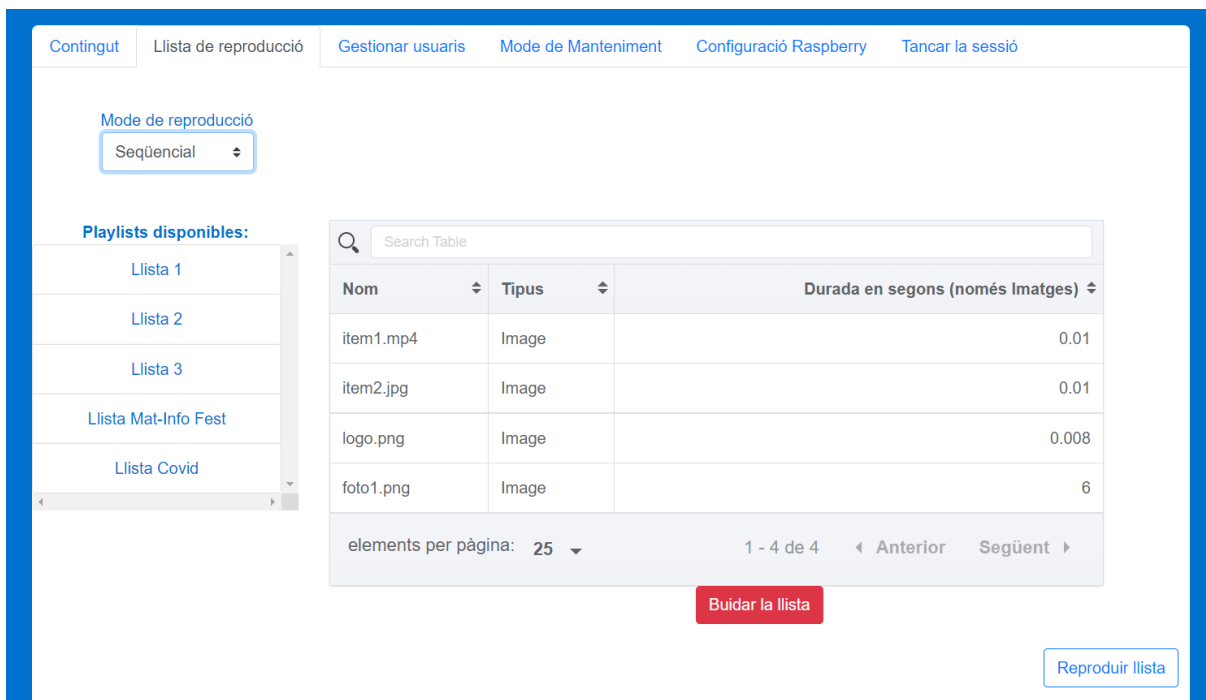 Contingut Llista de reproducció Gestionar usuaris Mode de Manteniment Configuració Raspberry Tancar la sessió
Mode de reproducció
Seqüencial
Playlists disponibles:
Llista 1
Llista 2
Llista 3
Llista Mat-Info Fest
Llista Covid
Search Table
Nom Tipus Durada en segons (només Imatges)
item1.mp4 Image 0.01
item2.jpg Image 0.01
logo.png Image 0.008
foto1.png Image 6
elements per pàgina: 25 1 - 4 de 4 Anterior Següent
Buidar la llista
Reproduir llista